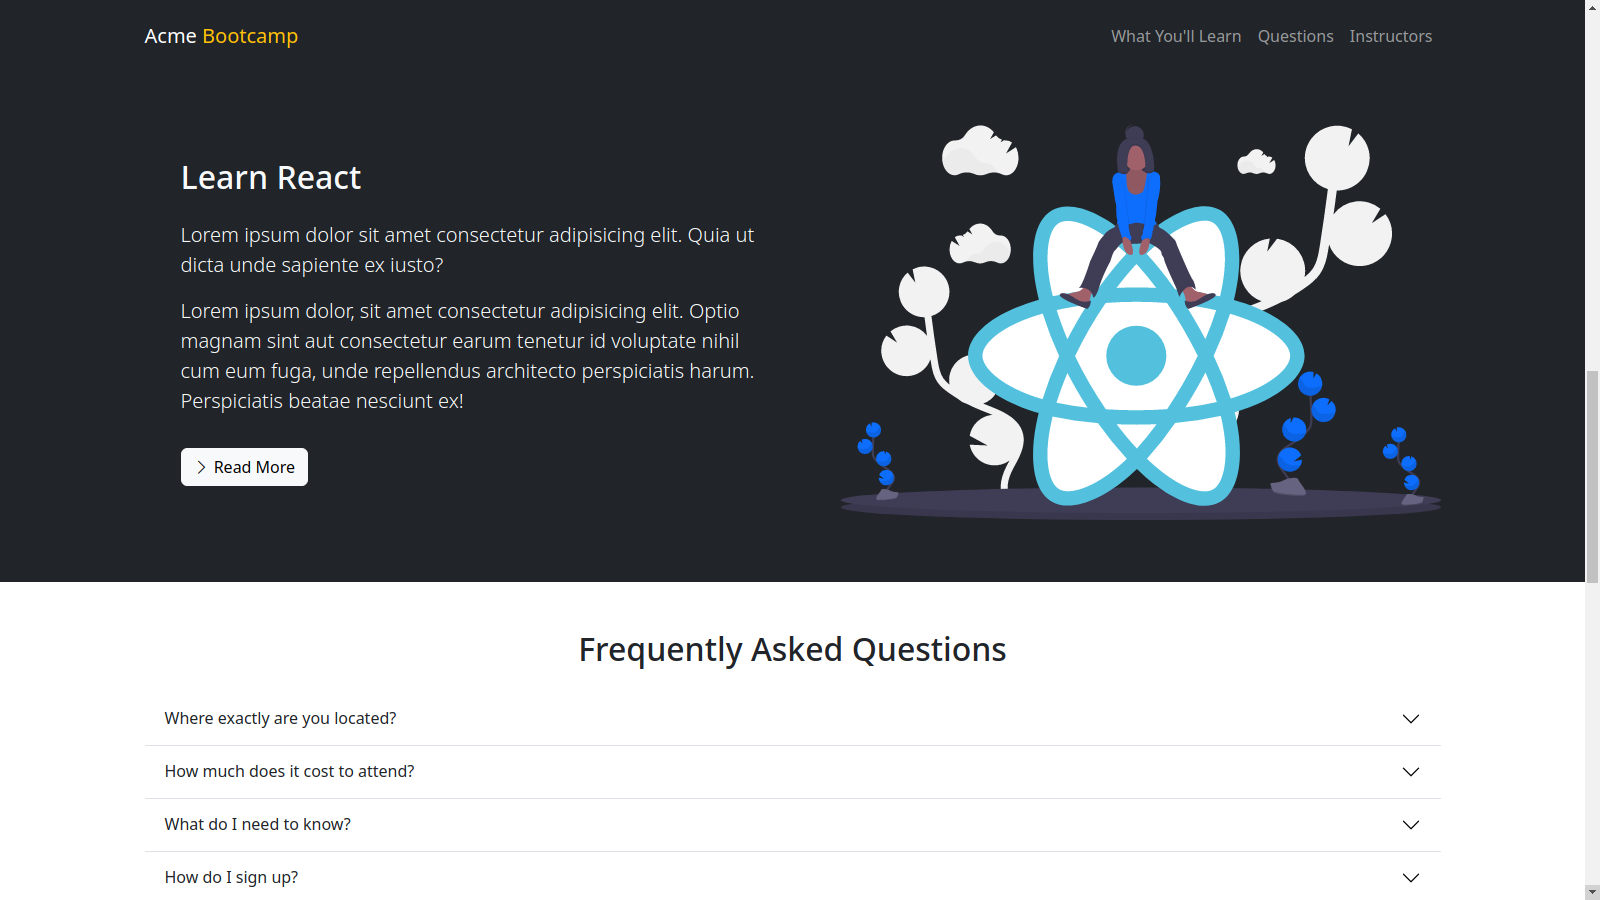 Acme Bootcamp
What You'll Learn Questions Instructors
Learn React
Lorem ipsum dolor sit amet consectetur adipisicing elit. Quia ut
dicta unde sapiente ex iusto?
Lorem ipsum dolor, sit amet consectetur adipisicing elit. Optio
magnam sint aut consectetur earum tenetur id voluptate nihil
cum eum fuga, unde repellendus architecto perspiciatis harum.
Perspiciatis beatae nesciunt ex!
Read More
Frequently Asked Questions
Where exactly are you located?
How much does it cost to attend?
What do I need to know?
How do I sign up?